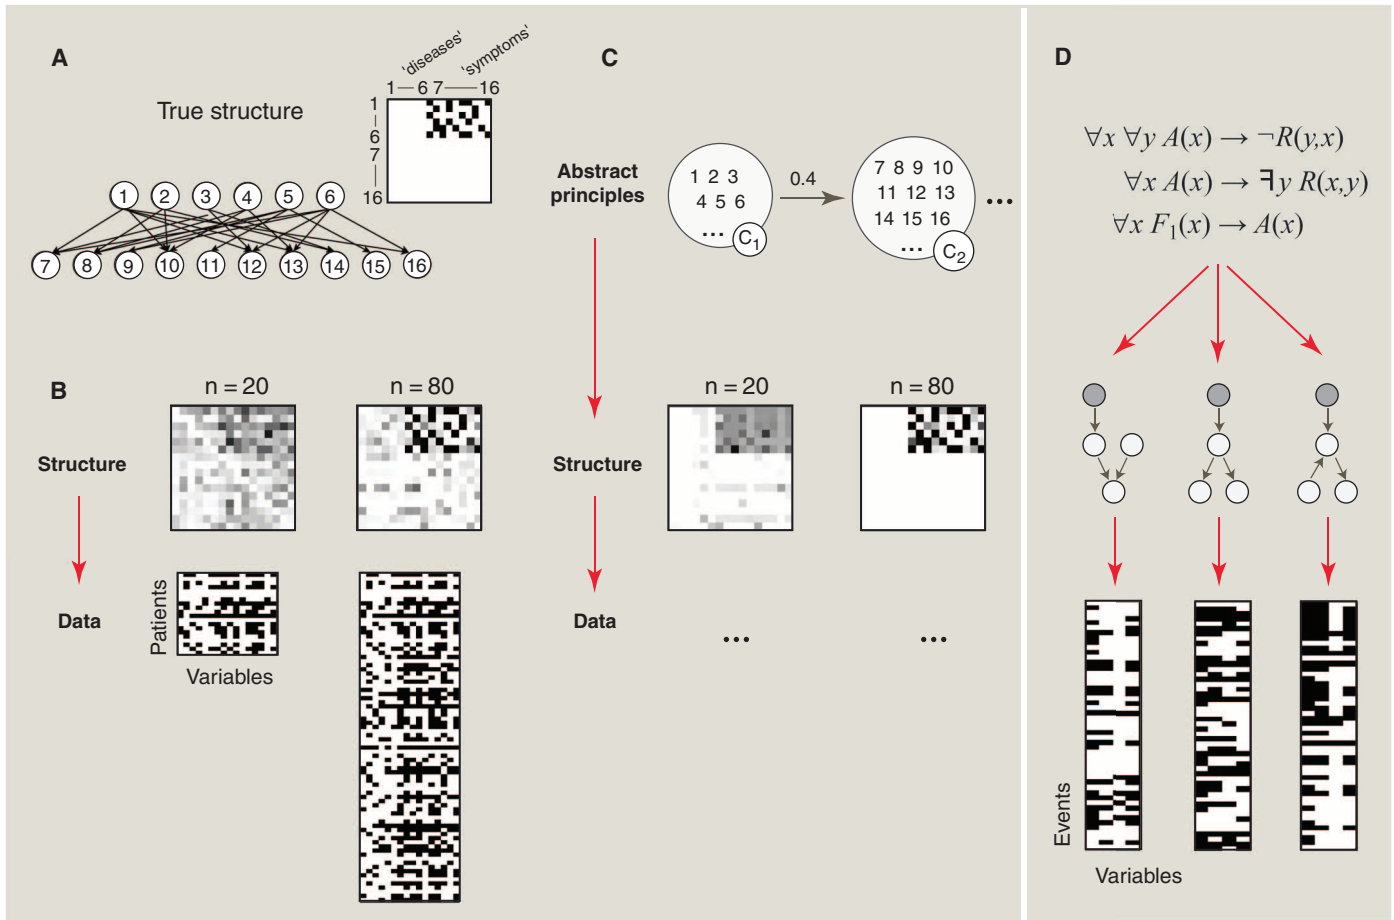 A
True structure
'diseases'
'symptoms'
1—6 7——16
1
6
7
16
1 2 3 4 5 6
7 8 9 10 11 12 13 14 15 16
B
n = 20
n = 80
Structure
Data
Patients
Variables
C
Abstract
principles
1 2 3
4 5 6
...
C1
0.4
7 8 9 10
11 12 13
14 15 16
...
C2
...
n = 20
n = 80
Structure
Data
...
...
D
∀x ∀y A(x) → ¬R(y,x)
∀x A(x) → ∃y R(x,y)
∀x F1(x) → A(x)
Events
Variables